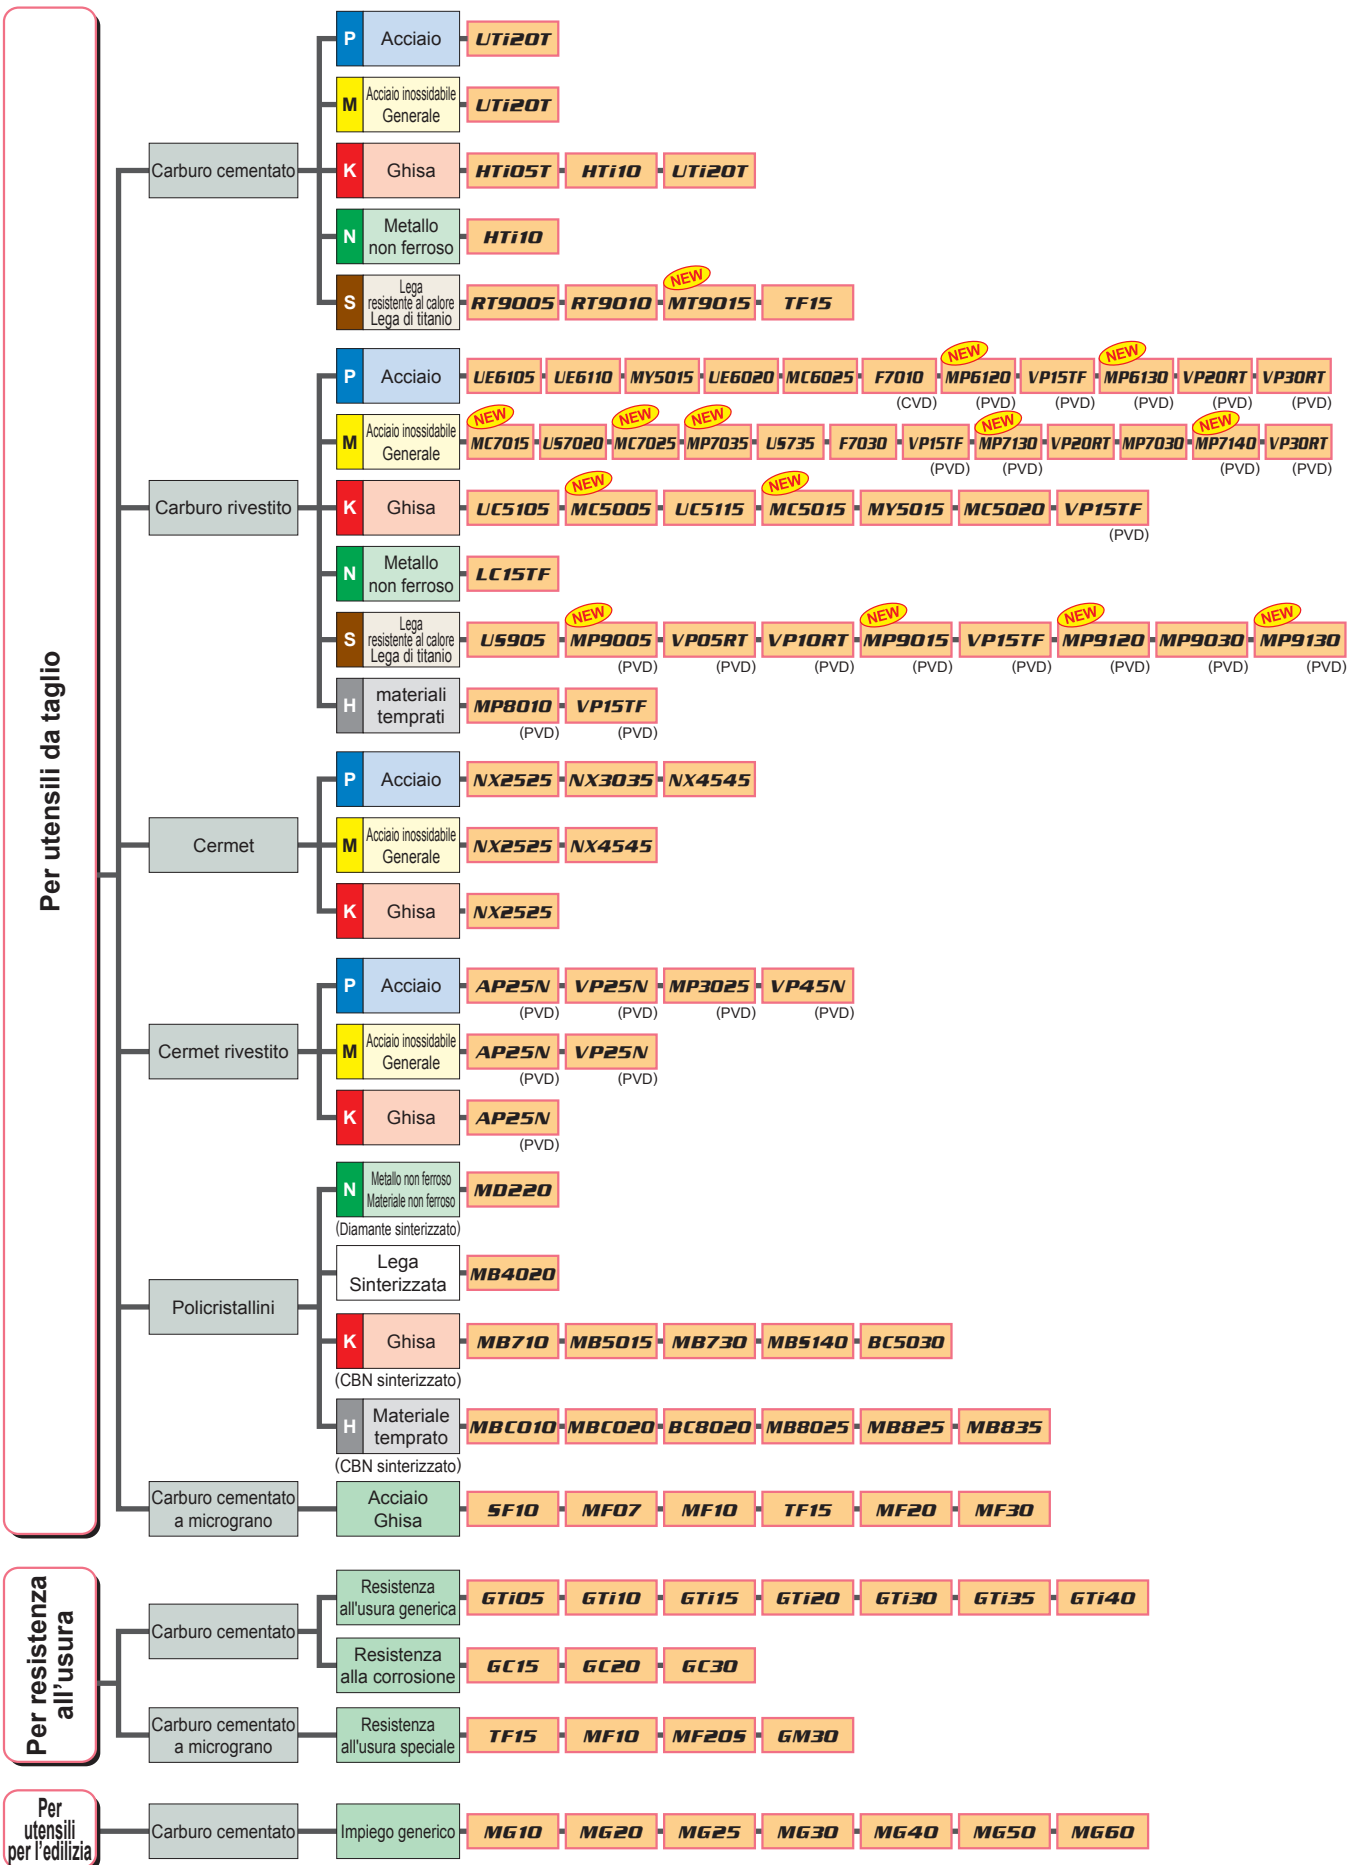 Per utensili da taglio
Carburo cementato
P Acciaio UTi20T
M Acciaio inossidabile
Generale UTi20T
K Ghisa HTi05T HTi10 UTi20T
N Metallo
non ferroso HTi10
S Lega
resistente al calore
Lega di titanio RT9005 RT9010 NEW MT9015 TF15
Carburo rivestito
P Acciaio UE6105 UE6110 MY5015 UE6020 MC6025 F7010 NEW MP6120 VP15TF NEW MP6130 VP20RT VP30RT
(CVD) (PVD) (PVD) (PVD) (PVD) (PVD)
M Acciaio inossidabile
Generale NEW MC7015 US7020 NEW MC7025 NEW MP7035 US735 F7030 VP15TF NEW MP7130 VP20RT MP7030 NEW MP7140 VP30RT
(PVD) (PVD) (PVD) (PVD)
K Ghisa UC5105 NEW MC5005 UC5115 NEW MC5015 MY5015 MC5020 VP15TF
(PVD)
N Metallo
non ferroso LC15TF
S Lega
resistente al calore
Lega di titanio US905 NEW MP9005 VP05RT VP10RT NEW MP9015 VP15TF NEW MP9120 MP9030 NEW MP9130
(PVD) (PVD) (PVD) (PVD) (PVD) (PVD) (PVD) (PVD)
H materiali
temprati MP8010 VP15TF
(PVD) (PVD)
Cermet
P Acciaio NX2525 NX3035 NX4545
M Acciaio inossidabile
Generale NX2525 NX4545
K Ghisa NX2525
Cermet rivestito
P Acciaio AP25N VP25N MP3025 VP45N
(PVD) (PVD) (PVD) (PVD)
M Acciaio inossidabile
Generale AP25N VP25N
(PVD) (PVD)
K Ghisa AP25N
(PVD)
Policristallini
N Metallo non ferroso
Materiale non ferroso MD220
(Diamante sinterizzato)
Lega
Sinterizzata MB4020
K Ghisa MB710 MB5015 MB730 MBS140 BC5030
(CBN sinterizzato)
H Materiale
temprato MBC010 MBC020 BC8020 MB8025 MB825 MB835
(CBN sinterizzato)
Carburo cementato
a micrograno
Acciaio
Ghisa SF10 MF07 MF10 TF15 MF20 MF30
Per resistenza
all'usura
Carburo cementato
Resistenza
all'usura generica GTi05 GTi10 GTi15 GTi20 GTi30 GTi35 GTi40
Resistenza
alla corrosione GC15 GC20 GC30
Carburo cementato
a micrograno
Resistenza
all'usura speciale TF15 MF10 MF20S GM30
Per
utensili
per l'edilizia
Carburo cementato
Impiego generico MG10 MG20 MG25 MG30 MG40 MG50 MG60